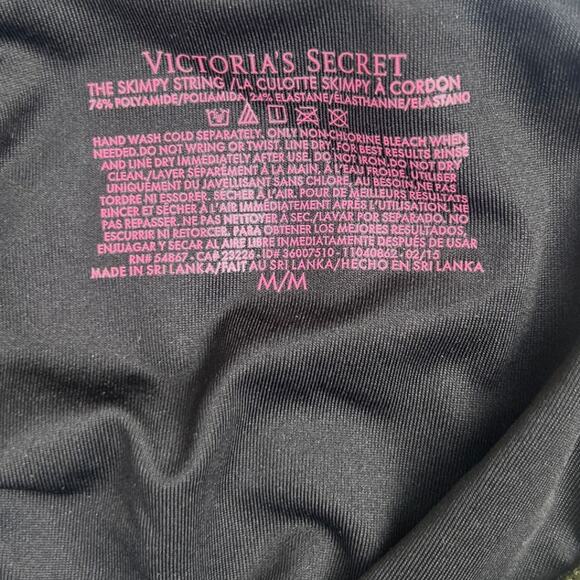 VICTORIA'S SECRET
THE SKIMPY STRING /LA CULOTTE SKIMPY À CORDON
76% POLYAMIDE/POLIAMIDA 24% ELASTANE/ÉLASTHANNE/ELASTANO
HAND WASH COLD SEPARATELY. ONLY NON-CHLORINE BLEACH WHEN
NEEDED. DO NOT WRING OR TWIST. LINE DRY. FOR BEST RESULTS RINSE
AND LINE DRY IMMEDIATELY AFTER USE. DO NOT IRON. DO NOT DRY
CLEAN./LAVER SÉPARÉMENT À LA MAIN, À L'EAU FROIDE. UTILISER
UNIQUEMENT DU JAVELLISANT SANS CHLORE, AU BESOIN. NE PAS
TORDRE NI ESSORER. SÉCHER À L'AIR. POUR DE MEILLEURS RÉSULTATS
RINCER ET SÉCHER À L'AIR IMMÉDIATEMENT APRÈS L'UTILISATION. NE
PAS REPASSER. NE PAS NETTOYER À SEC./LAVAR POR SEPARADO. NO
ESCURRIR NI RETORCER. PARA OBTENER LOS MEJORES RESULTADOS,
ENJUAGAR Y SECAR AL AIRE LIBRE INMEDIATAMENTE DESPUÉS DE USAR
RN# 54867 - CA# 23226 - ID# 36007510 - 11040862 - 02/15
MADE IN SRI LANKA/FAIT AU SRI LANKA/HECHO EN SRI LANKA
M/M